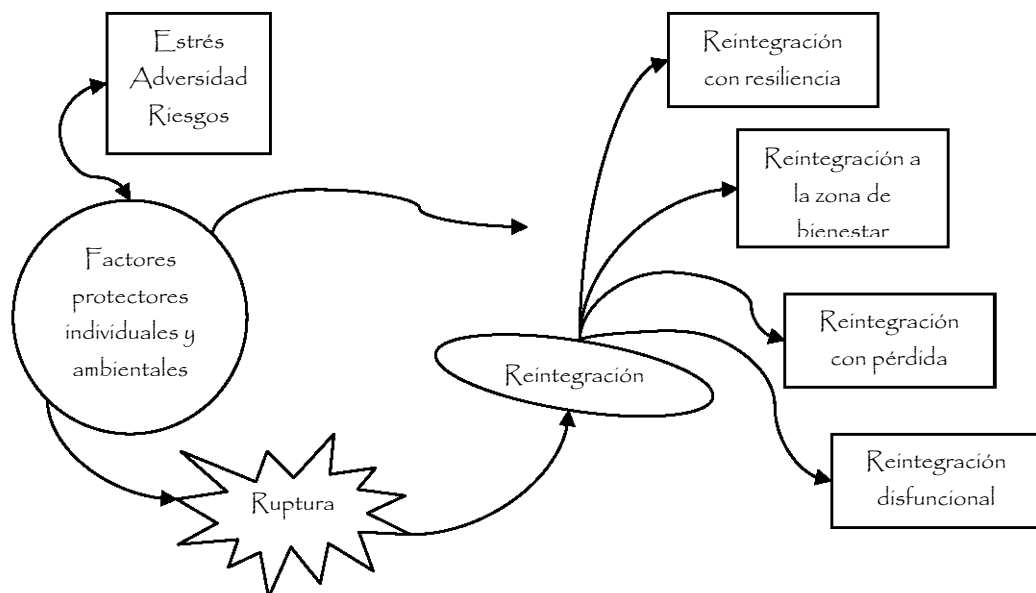 Estrés
Adversidad
Riesgos
Factores
protectores
individuales y
ambientales
Ruptura
Reintegración
Reintegración
con resiliencia
Reintegración a
la zona de
bienestar
Reintegración
con pérdida
Reintegración
disfuncional